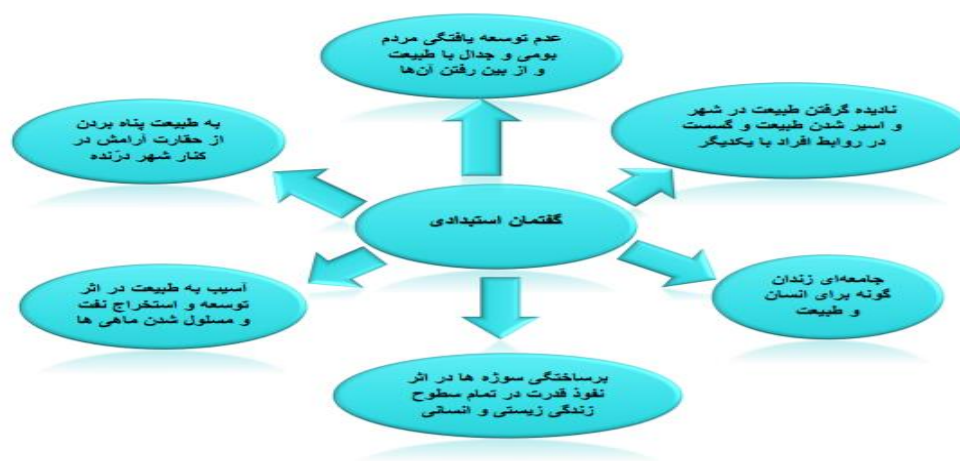 عدم توسعه یافتگی مردم
بومی و جدال با طبیعت
و از بین رفتن آن‌ها
نادیده گرفتن طبیعت در شهر
و اسیر شدن طبیعت و گسست
در روابط افراد با یکدیگر
به طبیعت پناه بردن
از حقارت آرامش در
کنار شهر درّنده
گفتمان استبدادی
جامعه‌ای زندان
گونه برای انسان
و طبیعت
آسیب به طبیعت در اثر
توسعه و استخراج نفت
و مسلول شدن ماهی ها
برساختگی سوژه ها در اثر
نفوذ قدرت در تمام سطوح
زندگی زیستی و انسانی